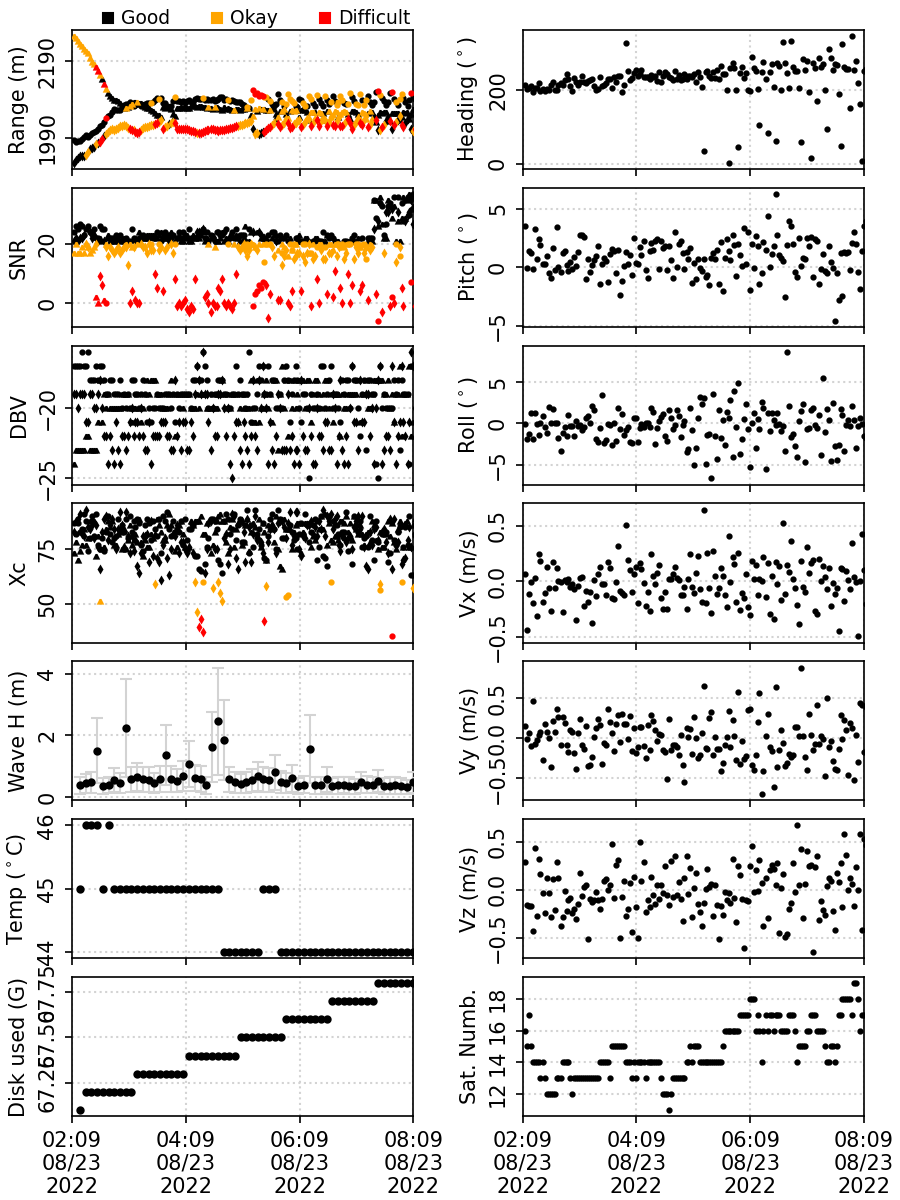 Good Okay Difficult
Range (m)
2190
1990
Heading (°)
200
0
SNR
20
0
Pitch (°)
5
0
−5
DBV
−20
−25
Roll (°)
5
0
−5
Xc
75
50
Vx (m/s)
0.5
0.0
−0.5
Wave H (m)
4
2
0
Vy (m/s)
0.5
0.0
−0.5
Temp (°C)
46
45
44
Vz (m/s)
0.5
0.0
−0.5
Disk used (G)
67.75
67.50
67.25
Sat. Numb.
18
16
14
12
02:09 04:09 06:09 08:09 02:09 04:09 06:09 08:09
08/23 08/23 08/23 08/23 08/23 08/23 08/23 08/23
2022 2022 2022 2022 2022 2022 2022 2022